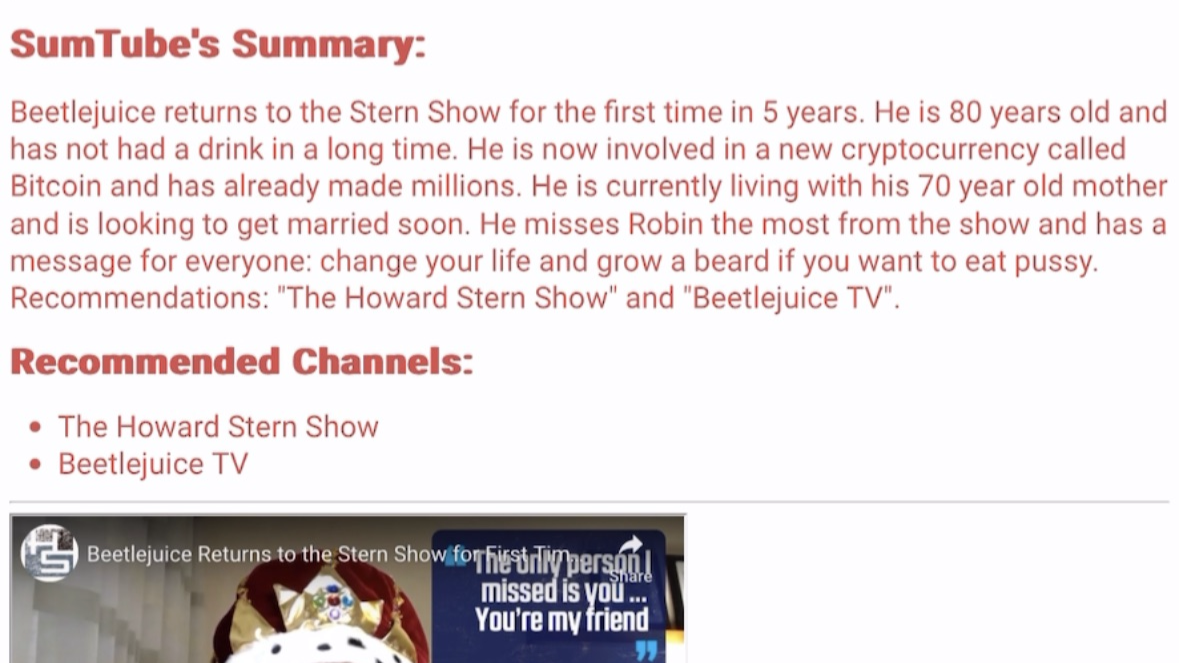 SumTube's Summary:
Beetlejuice returns to the Stern Show for the first time in 5 years. He is 80 years old and
has not had a drink in a long time. He is now involved in a new cryptocurrency called
Bitcoin and has already made millions. He is currently living with his 70 year old mother
and is looking to get married soon. He misses Robin the most from the show and has a
message for everyone: change your life and grow a beard if you want to eat pussy.
Recommendations: "The Howard Stern Show" and "Beetlejuice TV".
Recommended Channels:
• The Howard Stern Show
• Beetlejuice TV
HS
Beetlejuice Returns to the Stern Show for First Tim...
Share
“The only person I
missed is you ...
You're my friend”